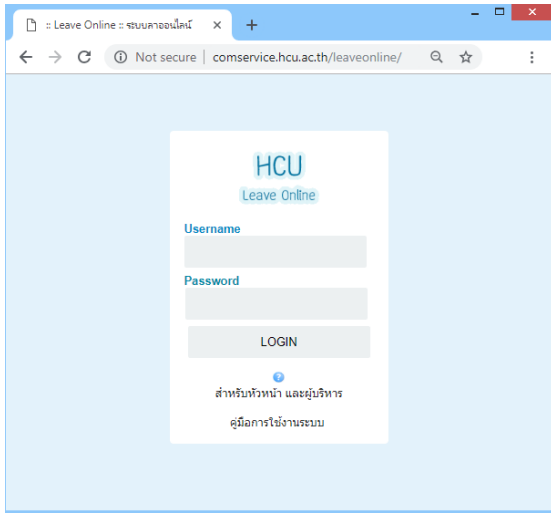 :: Leave Online :: ระบบลาออนไลน์
Not secure | comservice.hcu.ac.th/leaveonline/
HCU
Leave Online
Username
Password
LOGIN
?
สำหรับหัวหน้า และผู้บริหาร
คู่มือการใช้งานระบบ